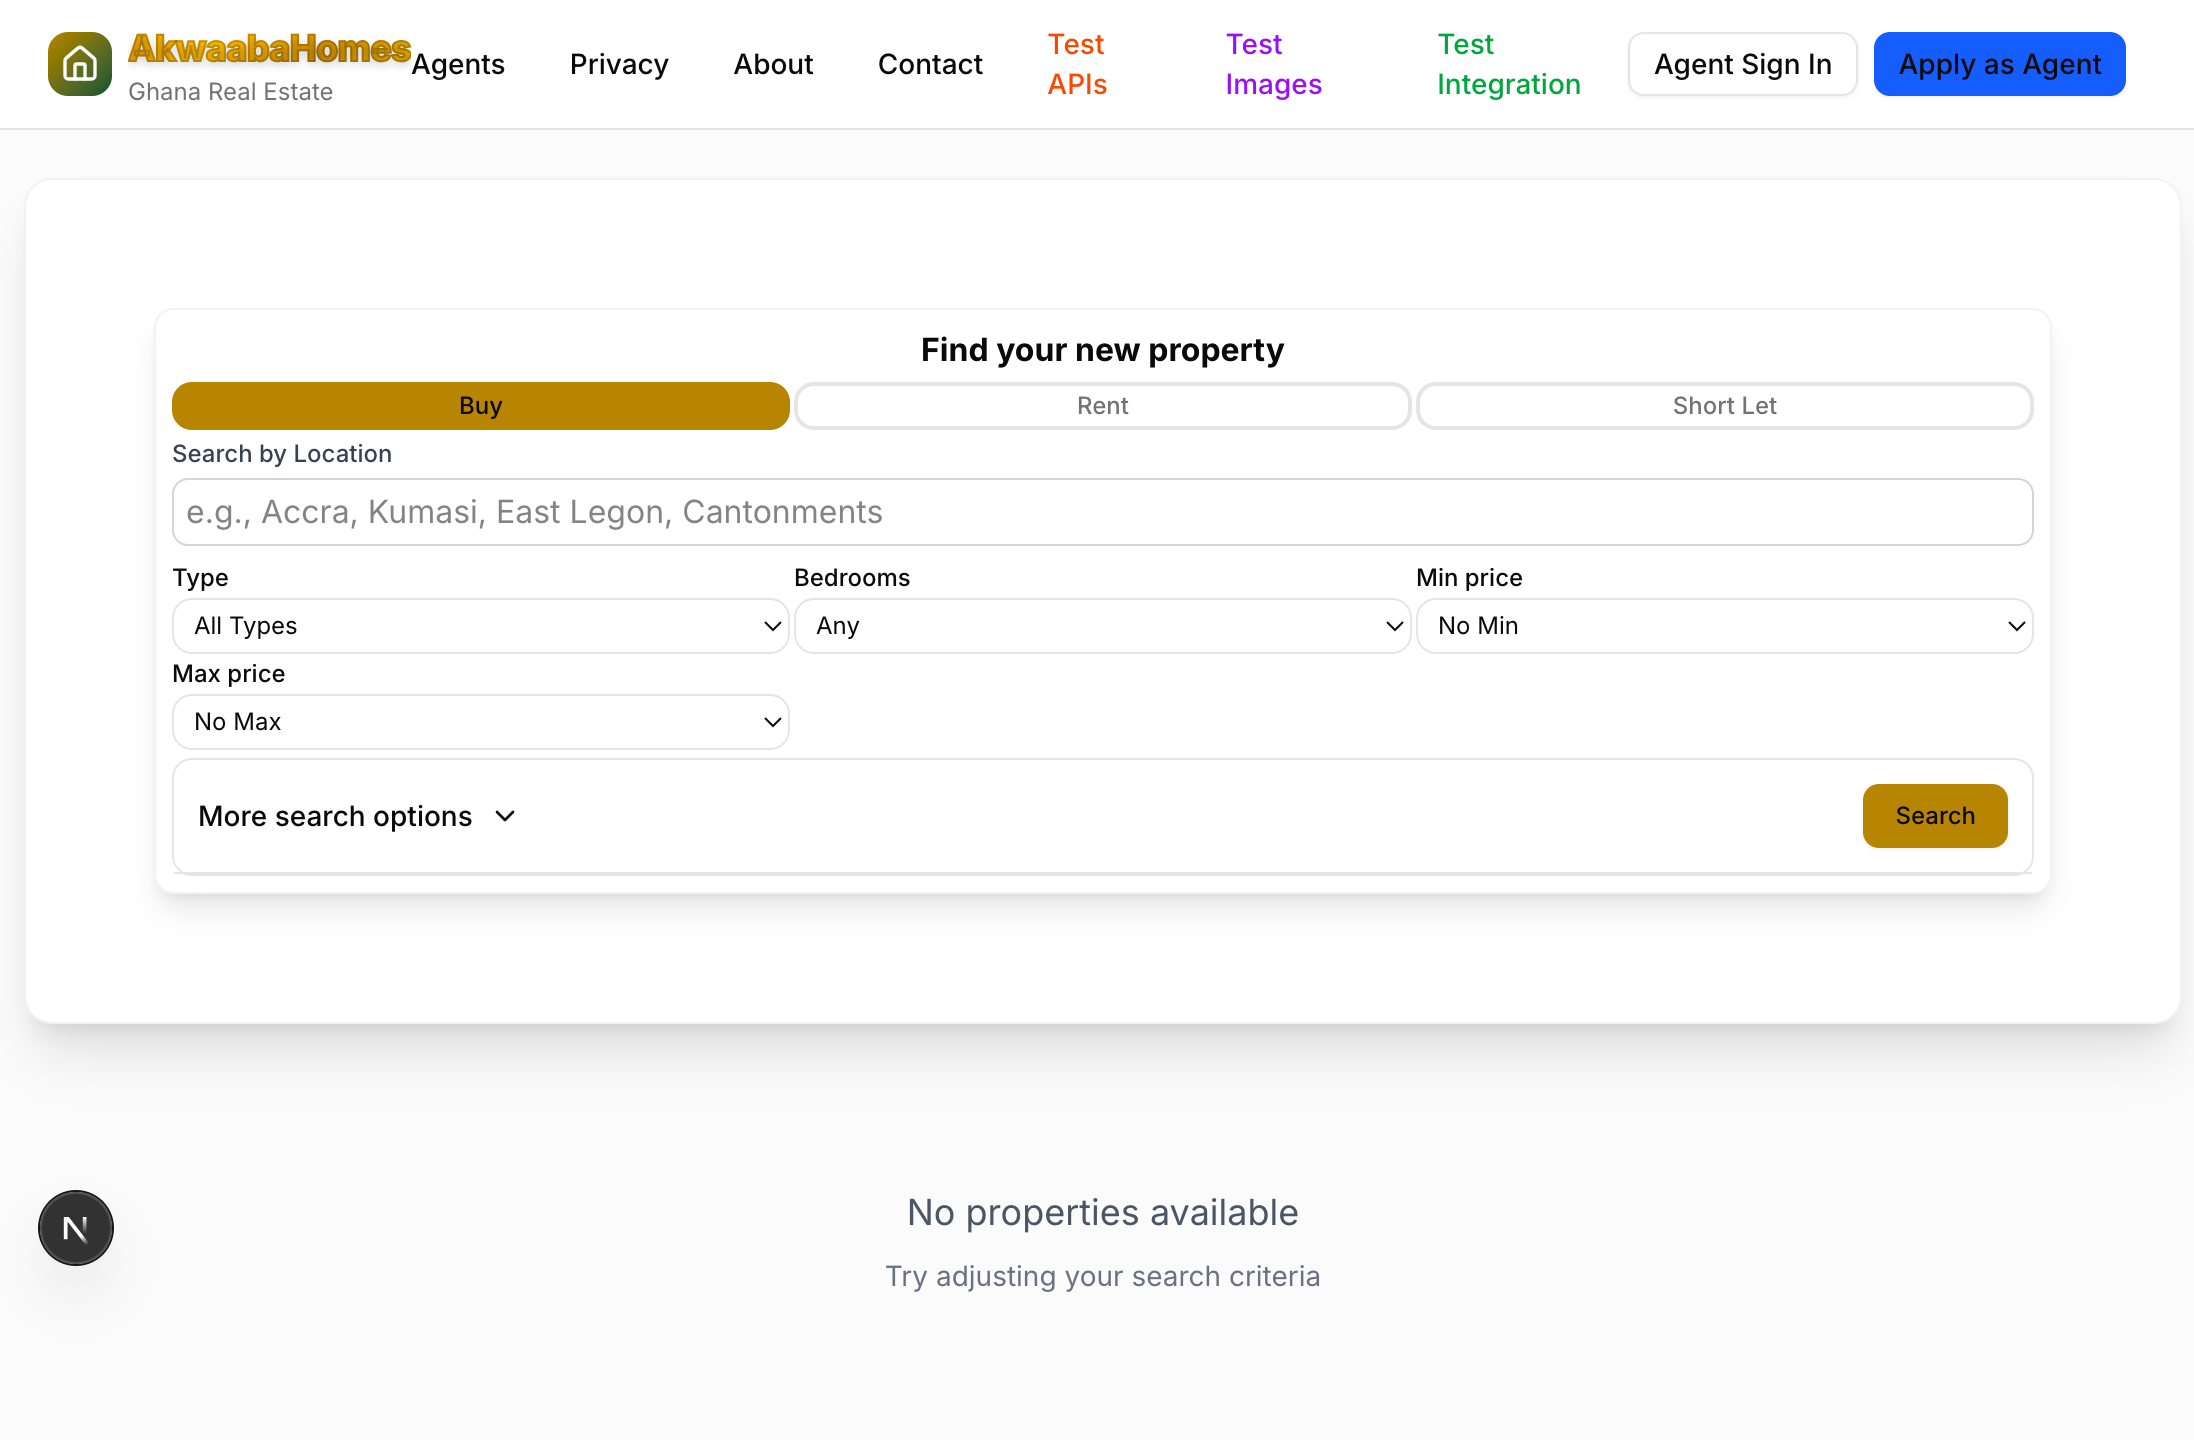 AkwaabaHomes
Ghana Real Estate
Agents
Privacy
About
Contact
Test
APIs
Test
Images
Test
Integration
Agent Sign In
Apply as Agent
Find your new property
Buy
Rent
Short Let
Search by Location
e.g., Accra, Kumasi, East Legon, Cantonments
Type
Bedrooms
Min price
All Types
Any
No Min
Max price
No Max
More search options
Search
N
No properties available
Try adjusting your search criteria